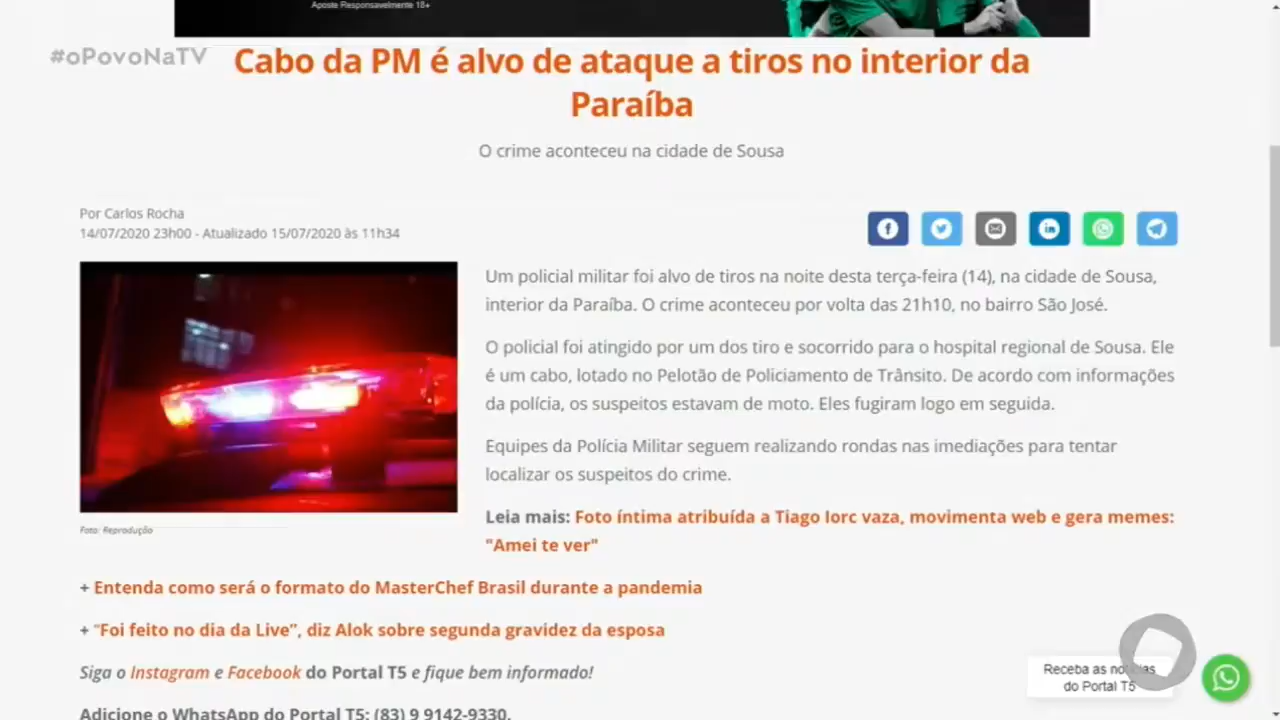 Aposte Responsavelmente 18+
#oPovoNaTV
Cabo da PM é alvo de ataque a tiros no interior da
Paraíba
O crime aconteceu na cidade de Sousa
Por Carlos Rocha
14/07/2020 23h00 - Atualizado 15/07/2020 às 11h34
Um policial militar foi alvo de tiros na noite desta terça-feira (14), na cidade de Sousa,
interior da Paraíba. O crime aconteceu por volta das 21h10, no bairro São José.
O policial foi atingido por um dos tiro e socorrido para o hospital regional de Sousa. Ele
é um cabo, lotado no Pelotão de Policiamento de Trânsito. De acordo com informações
da polícia, os suspeitos estavam de moto. Eles fugiram logo em seguida.
Equipes da Polícia Militar seguem realizando rondas nas imediações para tentar
localizar os suspeitos do crime.
Foto: Reprodução
Leia mais: Foto íntima atribuída a Tiago Iorc vaza, movimenta web e gera memes:
"Amei te ver"
+ Entenda como será o formato do MasterChef Brasil durante a pandemia
+ “Foi feito no dia da Live”, diz Alok sobre segunda gravidez da esposa
Siga o Instagram e Facebook do Portal T5 e fique bem informado!
Adicione o WhatsApp do Portal T5: (83) 9 9142-9330.
Receba as notícias
do Portal T5